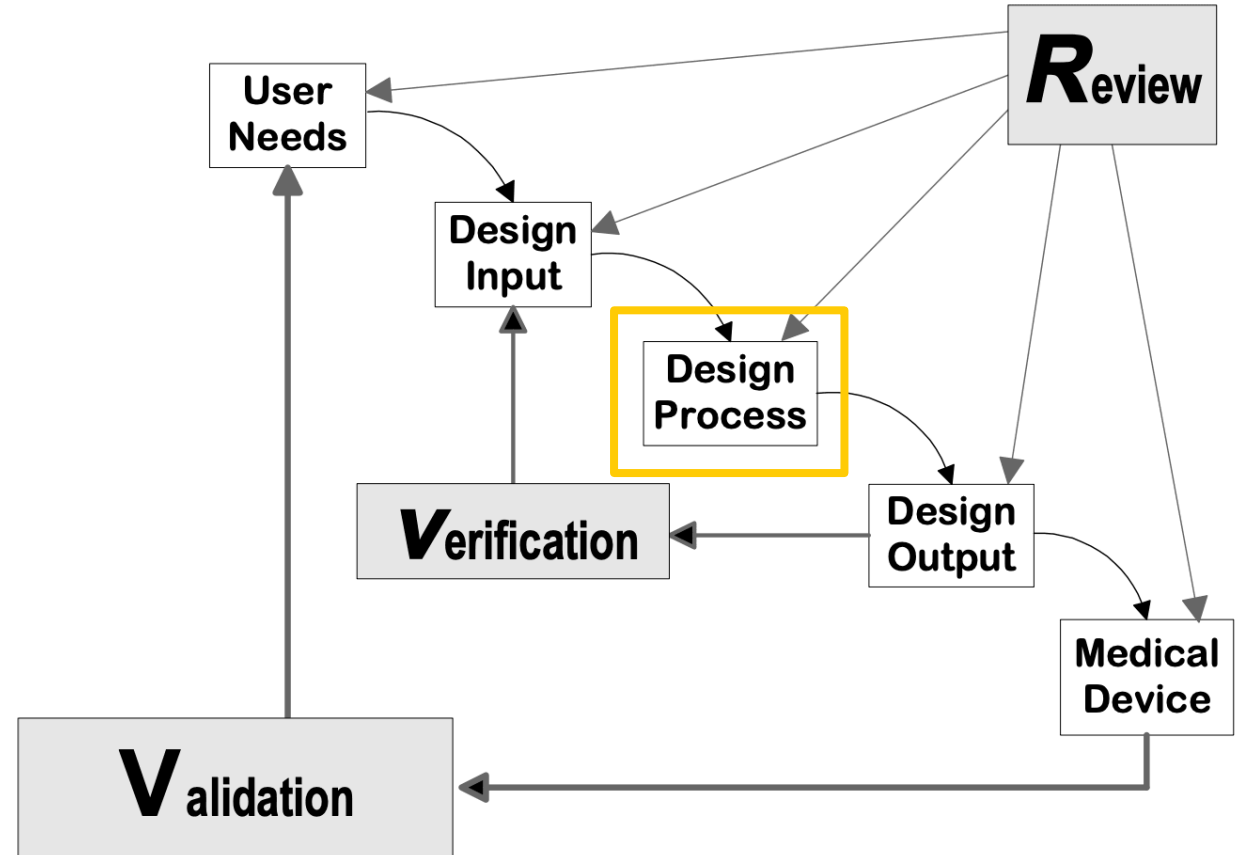 Review
User
Needs
Design
Input
Design
Process
Verification
Design
Output
Medical
Device
Validation